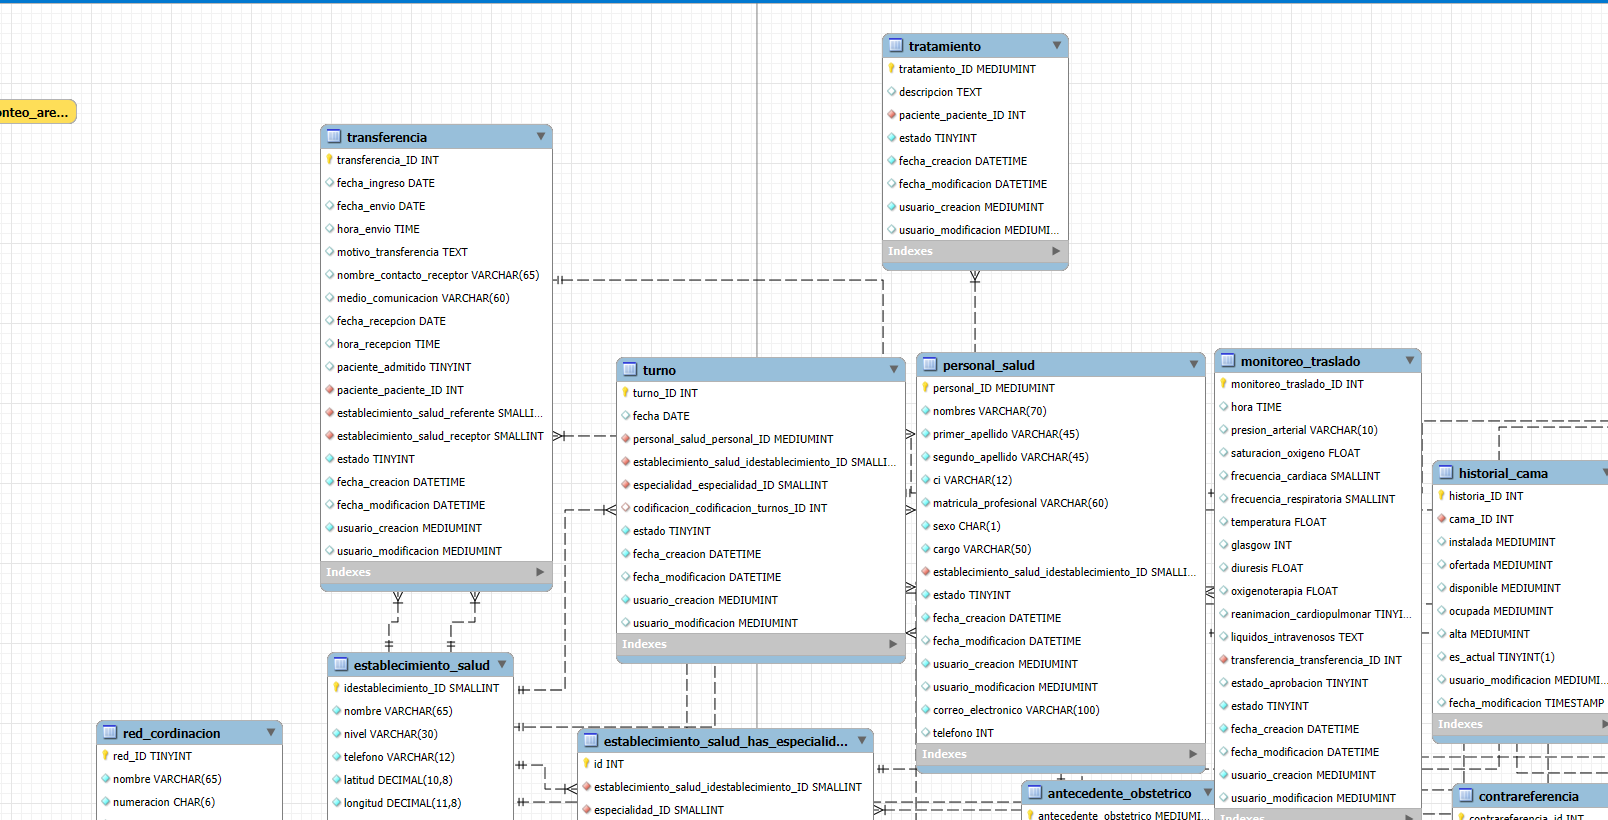 onteo_are...
transferencia
transferencia_ID INT
fecha_ingreso DATE
fecha_envio DATE
hora_envio TIME
motivo_transferencia TEXT
nombre_contacto_receptor VARCHAR(65)
medio_comunicacion VARCHAR(60)
fecha_recepcion DATE
hora_recepcion TIME
paciente_admitido TINYINT
paciente_paciente_ID INT
establecimiento_salud_referente SMALLI...
establecimiento_salud_receptor SMALLINT
estado TINYINT
fecha_creacion DATETIME
fecha_modificacion DATETIME
usuario_creacion MEDIUMINT
usuario_modificacion MEDIUMINT
Indexes
tratamiento
tratamiento_ID MEDIUMINT
descripcion TEXT
paciente_paciente_ID INT
estado TINYINT
fecha_creacion DATETIME
fecha_modificacion DATETIME
usuario_creacion MEDIUMINT
usuario_modificacion MEDIUMI...
Indexes
turno
turno_ID INT
fecha DATE
personal_salud_personal_ID MEDIUMINT
establecimiento_salud_idestablecimiento_ID SMALLI...
especialidad_especialidad_ID SMALLINT
codificacion_codificacion_turnos_ID INT
estado TINYINT
fecha_creacion DATETIME
fecha_modificacion DATETIME
usuario_creacion MEDIUMINT
usuario_modificacion MEDIUMINT
Indexes
personal_salud
personal_ID MEDIUMINT
nombres VARCHAR(70)
primer_apellido VARCHAR(45)
segundo_apellido VARCHAR(45)
ci VARCHAR(12)
matricula_profesional VARCHAR(60)
sexo CHAR(1)
cargo VARCHAR(50)
establecimiento_salud_idestablecimiento_ID SMALLI...
estado TINYINT
fecha_creacion DATETIME
fecha_modificacion DATETIME
usuario_creacion MEDIUMINT
usuario_modificacion MEDIUMINT
correo_electronico VARCHAR(100)
telefono INT
Indexes
monitoreo_traslado
monitoreo_traslado_ID INT
hora TIME
presion_arterial VARCHAR(10)
saturacion_oxigeno FLOAT
frecuencia_cardiaca SMALLINT
frecuencia_respiratoria SMALLINT
temperatura FLOAT
glasgow INT
diuresis FLOAT
oxigenoterapia FLOAT
reanimacion_cardiopulmonar TINYI...
liquidos_intravenosos TEXT
transferencia_transferencia_ID INT
estado_aprobacion TINYINT
estado TINYINT
fecha_creacion DATETIME
fecha_modificacion DATETIME
usuario_creacion MEDIUMINT
usuario_modificacion MEDIUMINT
Indexes
historial_cama
historia_ID INT
cama_ID INT
instalada MEDIUMINT
ofertada MEDIUMINT
disponible MEDIUMINT
ocupada MEDIUMINT
alta MEDIUMINT
es_actual TINYINT(1)
usuario_modificacion MEDIUMI...
fecha_modificacion TIMESTAMP
Indexes
establecimiento_salud
idestablecimiento_ID SMALLINT
nombre VARCHAR(65)
nivel VARCHAR(30)
telefono VARCHAR(12)
latitud DECIMAL(10,8)
longitud DECIMAL(11,8)
red_cordinacion
red_ID TINYINT
nombre VARCHAR(65)
numeracion CHAR(6)
establecimiento_salud_has_especialid...
id INT
establecimiento_salud_idestablecimiento_ID SMALLINT
especialidad_ID SMALLINT
antecedente_obstetrico
antecedente_obstetrico MEDIUMI...
contrareferencia
contrareferencia_id INT